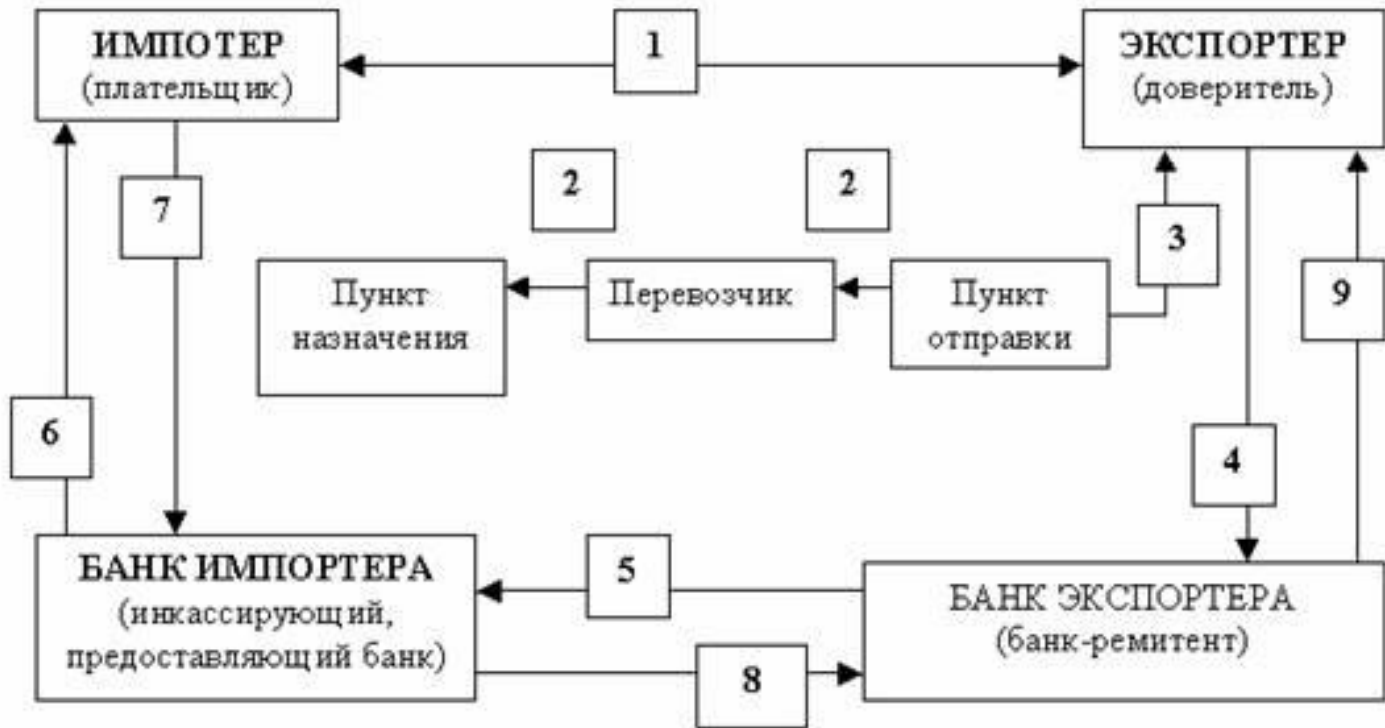 ИМПОТЕР
(плательщик)
1
ЭКСПОРТЕР
(доверитель)
7
2
2
3
9
Пункт
назначения
Перевозчик
Пункт
отправки
6
4
БАНК ИМПОРТЕРА
(инкассирующий,
предоставляющий банк)
5
8
БАНК ЭКСПОРТЕРА
(банк-ремитент)